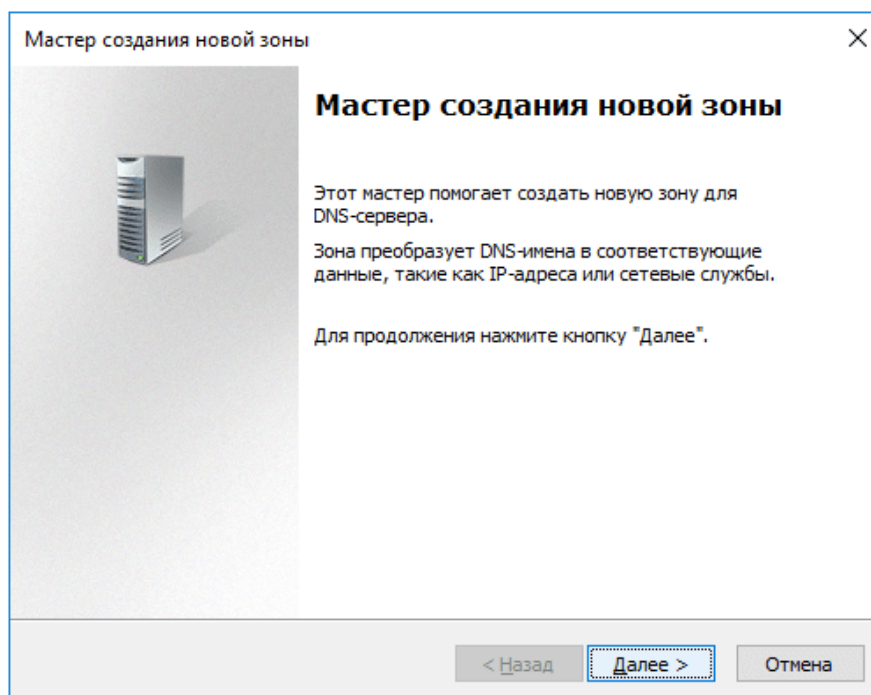 Мастер создания новой зоны
Мастер создания новой зоны
Этот мастер помогает создать новую зону для
DNS-сервера.
Зона преобразует DNS-имена в соответствующие
данные, такие как IP-адреса или сетевые службы.
Для продолжения нажмите кнопку "Далее".
< Назад Далее > Отмена